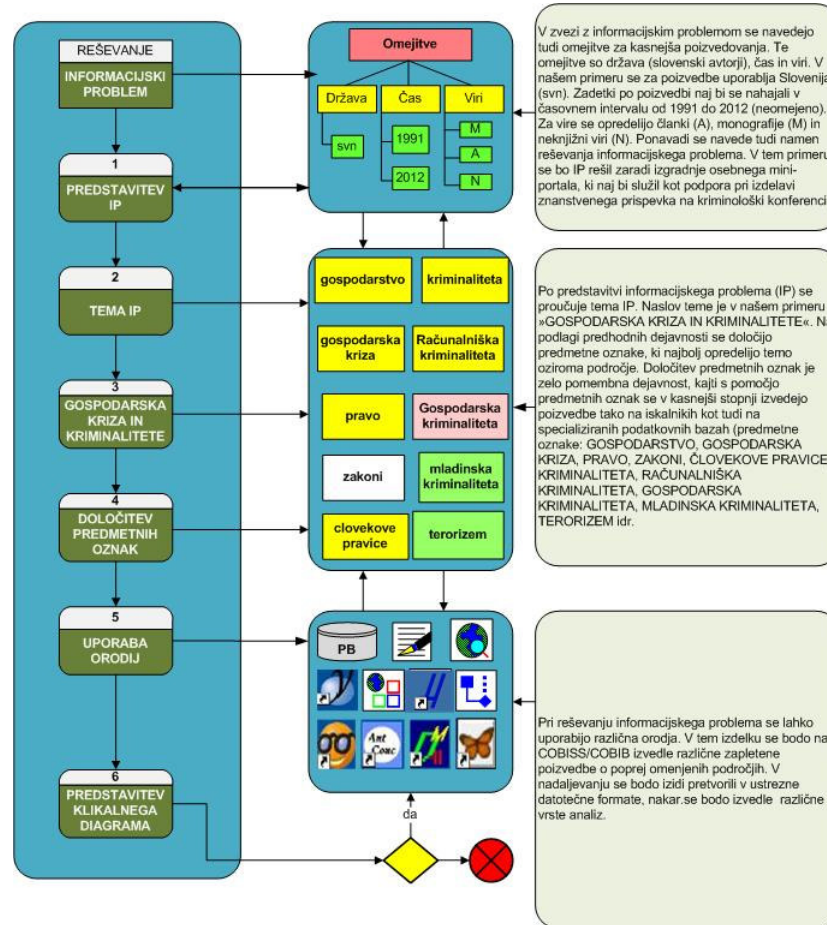 REŠEVANJE
INFORMACIJSKI
PROBLEM
1
PREDSTAVITEV
IP
2
TEMA IP
3
GOSPODARSKA
KRIZA IN
KRIMINALITETE
4
DOLOČITEV
PREDMETNIH
OZNAK
5
UPORABA
ORODIJ
6
PREDSTAVITEV
KLIKALNEGA
DIAGRAMA
Omejitve
Država
Čas
Viri
svn
1991
2012
M
A
N
gospodarstvo
kriminaliteta
gospodarska
kriza
Računalniška
kriminaliteta
pravo
Gospodarska
kriminaliteta
zakoni
mladinska
kriminaliteta
clovekove
pravice
terorizem
PB
Ant
Conc
da
V zvezi z informacijskim problemom se navedejo
tudi omejitve za kasnejša poizvedovanja. Te
omejitve so država (slovenski avtorji), čas in viri. V
našem primeru se za poizvedbe uporablja Slovenija
(svn). Zadetki po poizvedbi naj bi se nahajali v
časovnem intervalu od 1991 do 2012 (neomejeno).
Za vire se opredelijo članki (A), monografije (M) in
neknjižni viri (N). Ponavadi se navede tudi namen
reševanja informacijskega problema. V tem primeru
se bo IP rešil zaradi izgradnje osebnega mini-
portala, ki naj bi služil kot podpora pri izdelavi
znanstvenega prispevka na kriminološki konferenci
Po predstavitvi informacijskega problema (IP) se
proučuje tema IP. Naslov teme je v našem primeru
»GOSPODARSKA KRIZA IN KRIMINALITETE«. Na
podlagi predhodnih dejavnosti se določijo
predmetne oznake, ki najbolj opredelijo temo
oziroma področje. Določitev predmetnih oznak je
zelo pomembna dejavnost, kajti s pomočjo
predmetnih oznak se v kasnejši stopnji izvedejo
poizvedbe tako na iskalnikih kot tudi na
specializiranih podatkovnih bazah (predmetne
oznake: GOSPODARSTVO, GOSPODARSKA
KRIZA, PRAVO, ZAKONI, ČLOVEKOVE PRAVICE,
KRIMINALITETA, RAČUNALNIŠKA
KRIMINALITETA, GOSPODARSKA
KRIMINALITETA, MLADINSKA KRIMINALITETA,
TERORIZEM idr.
Pri reševanju informacijskega problema se lahko
uporabijo različna orodja. V tem izdelku se bodo na
COBISS/COBIB izvedle različne zapletene
poizvedbe o poprej omenjenih področjih. V
nadaljevanju se bodo izidi pretvorili v ustrezne
datotečne formate, nakar.se bodo izvedle različne
vrste analiz.